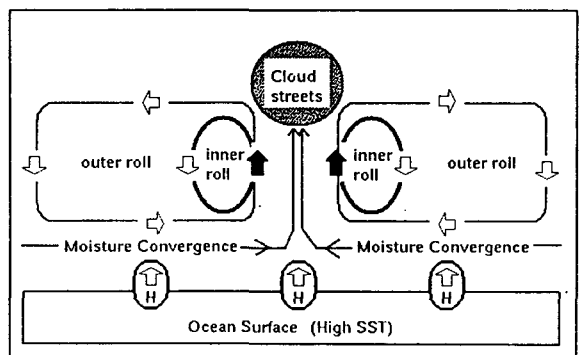 Cloud
streets
outer roll
inner
roll
inner
roll
outer roll
Moisture Convergence
Moisture Convergence
H
H
H
Ocean Surface (High SST)